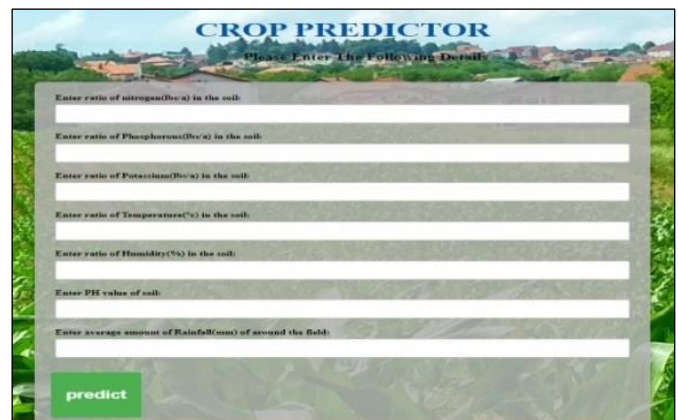 CROP PREDICTOR
Please Enter The Following Details
Enter ratio of nitrogen(lbs/a) in the soil:
Enter ratio of Phosphorous(lbs/a) in the soil:
Enter ratio of Potassium(lbs/a) in the soil:
Enter ratio of Temperature(°c) in the soil:
Enter ratio of Humidity(%) in the soil:
Enter PH value of soil:
Enter average amount of Rainfall(mm) of around the field:
predict